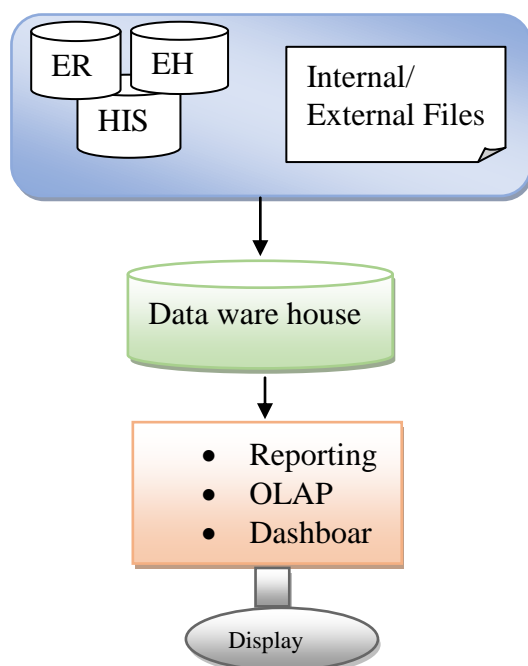 ER
EH
HIS
Internal/
External Files
Data ware house
• Reporting
• OLAP
• Dashboar
Display